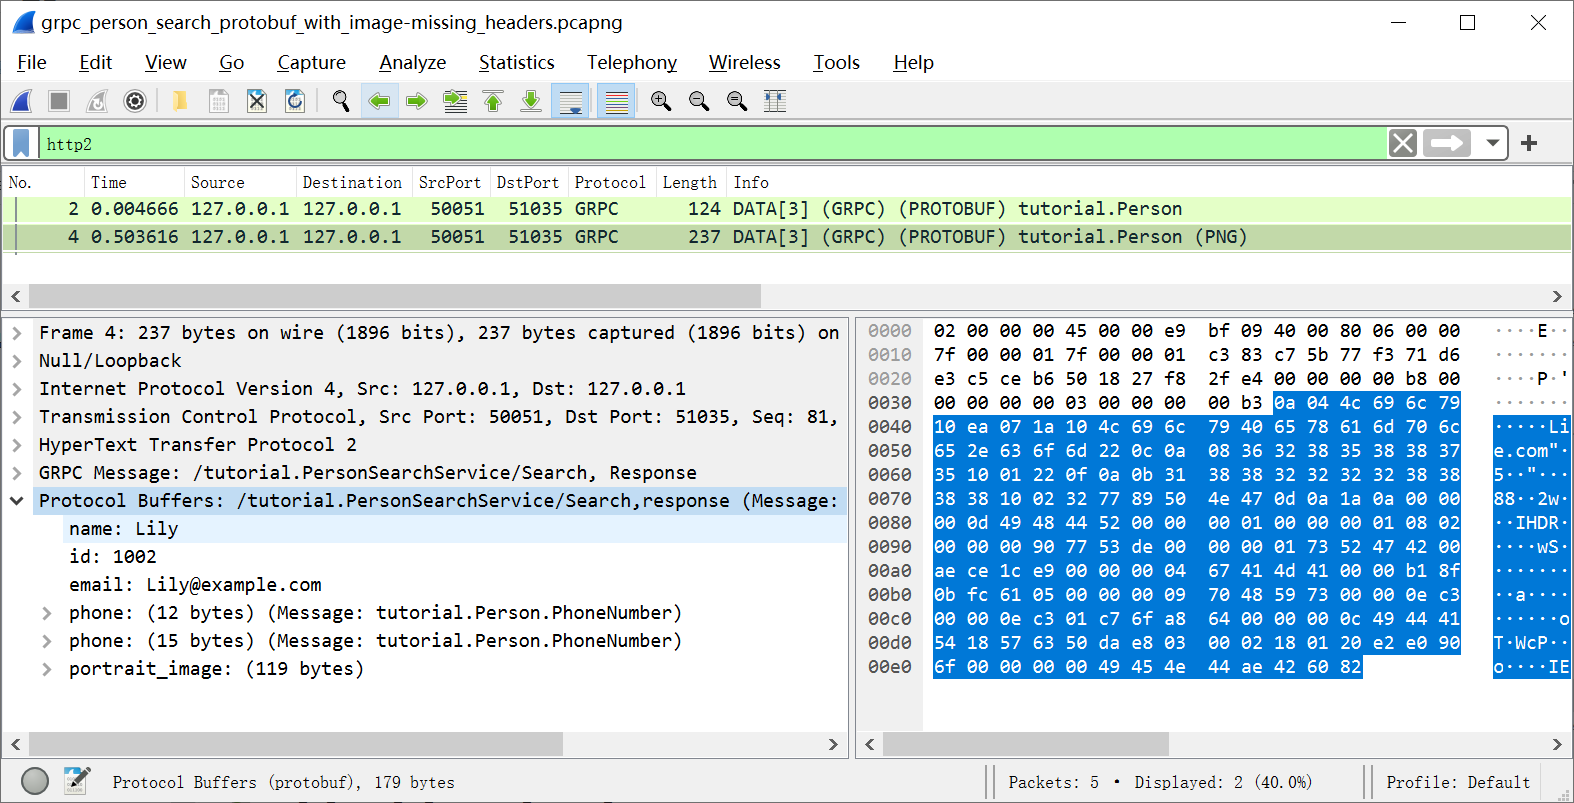 grpc_person_search_protobuf_with_image-missing_headers.pcapng
File Edit View Go Capture Analyze Statistics Telephony Wireless Tools Help
http2
No. Time Source Destination SrcPort DstPort Protocol Length Info
2 0.004666 127.0.0.1 127.0.0.1 50051 51035 GRPC 124 DATA[3] (GRPC) (PROTOBUF) tutorial.Person
4 0.503616 127.0.0.1 127.0.0.1 50051 51035 GRPC 237 DATA[3] (GRPC) (PROTOBUF) tutorial.Person (PNG)
Frame 4: 237 bytes on wire (1896 bits), 237 bytes captured (1896 bits) on
Null/Loopback
Internet Protocol Version 4, Src: 127.0.0.1, Dst: 127.0.0.1
Transmission Control Protocol, Src Port: 50051, Dst Port: 51035, Seq: 81,
HyperText Transfer Protocol 2
GRPC Message: /tutorial.PersonSearchService/Search, Response
Protocol Buffers: /tutorial.PersonSearchService/Search,response (Message:
name: Lily
id: 1002
email: Lily@example.com
phone: (12 bytes) (Message: tutorial.Person.PhoneNumber)
phone: (15 bytes) (Message: tutorial.Person.PhoneNumber)
portrait_image: (119 bytes)
0000 02 00 00 00 45 00 00 e9 bf 09 40 00 80 06 00 00 ····E··
0010 7f 00 00 01 7f 00 00 01 c3 83 c7 5b 77 f3 71 d6 ·······
0020 e3 c5 ce b6 50 18 27 f8 2f e4 00 00 00 00 b8 00 ····P·'
0030 00 00 00 00 03 00 00 00 00 b3 0a 04 4c 69 6c 79 ·······
0040 10 ea 07 1a 10 4c 69 6c 79 40 65 78 61 6d 70 6c ·····Li
0050 65 2e 63 6f 6d 22 0c 0a 08 36 32 38 35 38 38 37 e.com"·
0060 35 10 01 22 0f 0a 0b 31 38 38 32 32 32 32 38 38 5··"···
0070 38 38 10 02 32 77 89 50 4e 47 0d 0a 1a 0a 00 00 88··2w·
0080 00 0d 49 48 44 52 00 00 00 01 00 00 00 01 08 02 ··IHDR·
0090 00 00 00 90 77 53 de 00 00 00 01 73 52 47 42 00 ····wS·
00a0 ae ce 1c e9 00 00 00 04 67 41 4d 41 00 00 b1 8f ·······
00b0 0b fc 61 05 00 00 00 09 70 48 59 73 00 00 0e c3 ··a····
00c0 00 00 0e c3 01 c7 6f a8 64 00 00 00 0c 49 44 41 ······o
00d0 54 18 57 63 50 da e8 03 00 02 18 01 20 e2 e0 90 T·WcP··
00e0 6f 00 00 00 00 49 45 4e 44 ae 42 60 82 o····IE
Protocol Buffers (protobuf), 179 bytes
Packets: 5 · Displayed: 2 (40.0%)
Profile: Default